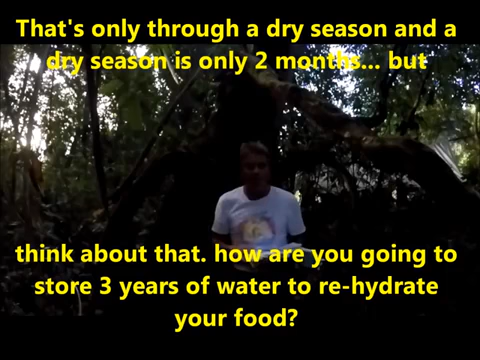 That's only through a dry season and a
dry season is only 2 months... but
think about that. how are you going to
store 3 years of water to re-hydrate
your food?